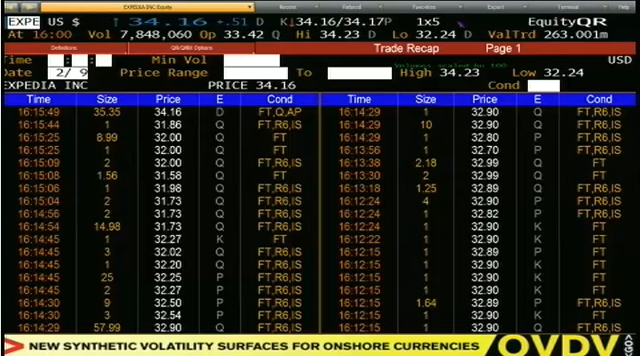 EXPEDIA INC Equity
EXPE US $ ↑ 34.16 +.51 D K↓34.16/34.17P 1x5 EquityQR
At 16:00 Vol 7,848,060 Op 33.42 Q Hi 34.23 D Lo 32.24 D ValTrd 263.001m
Definitions QR/QRM Options Trade Recap Page 1
Time : : Min Vol Volumes scaled by 100 USD
Date 2/ 9 Price Range To High 34.23 Low 32.24
EXPEDIA INC PRICE 34.16 Cond
Time Size Price E Cond Time Size Price E Cond
16:15:49 35.35 34.16 D FT,Q,AP 16:14:29 1 32.90 Q FT,R6,IS
16:15:44 1 31.86 Q FT,R6,IS 16:14:29 10 32.90 Q FT,R6,IS
16:15:25 8.99 32.00 Q FT 16:14:29 1 32.80 P FT,R6,IS
16:15:25 1 32.00 Q FT 16:13:56 1 32.70 P FT,R6,IS
16:15:09 2 32.00 Q FT,R6,IS 16:13:38 2.18 32.99 Q FT
16:15:08 1.56 31.58 Q FT 16:13:30 2 32.99 Q FT
16:15:06 1 31.98 Q FT,R6,IS 16:13:18 1.25 32.89 Q FT,R6,IS
16:15:04 2 31.73 Q FT,R6,IS 16:12:24 4 32.90 P FT,R6,IS
16:14:56 2 31.73 Q FT,R6,IS 16:12:24 1 32.82 P FT,R6,IS
16:14:54 14.98 31.73 Q FT,R6,IS 16:12:24 1 32.90 K FT
16:14:45 1 32.27 K FT 16:12:22 1 32.90 K FT
16:14:45 3 32.02 Q FT,R6,IS 16:12:15 1 32.89 P FT,R6,IS
16:14:45 1 32.20 Q FT,R6,IS 16:12:15 1 32.90 K FT
16:14:45 25 32.25 P FT,R6,IS 16:12:15 1 32.90 K FT
16:14:45 2 32.27 P FT,R6,IS 16:12:15 1 32.90 K FT
16:14:30 9 32.50 P FT,R6,IS 16:12:15 1.64 32.89 P FT,R6,IS
16:14:29 57.99 32.90 Q FT,R6,IS 16:12:15 1 32.90 K FT
NEW SYNTHETIC VOLATILITY SURFACES FOR ONSHORE CURRENCIES OVDV <GO>